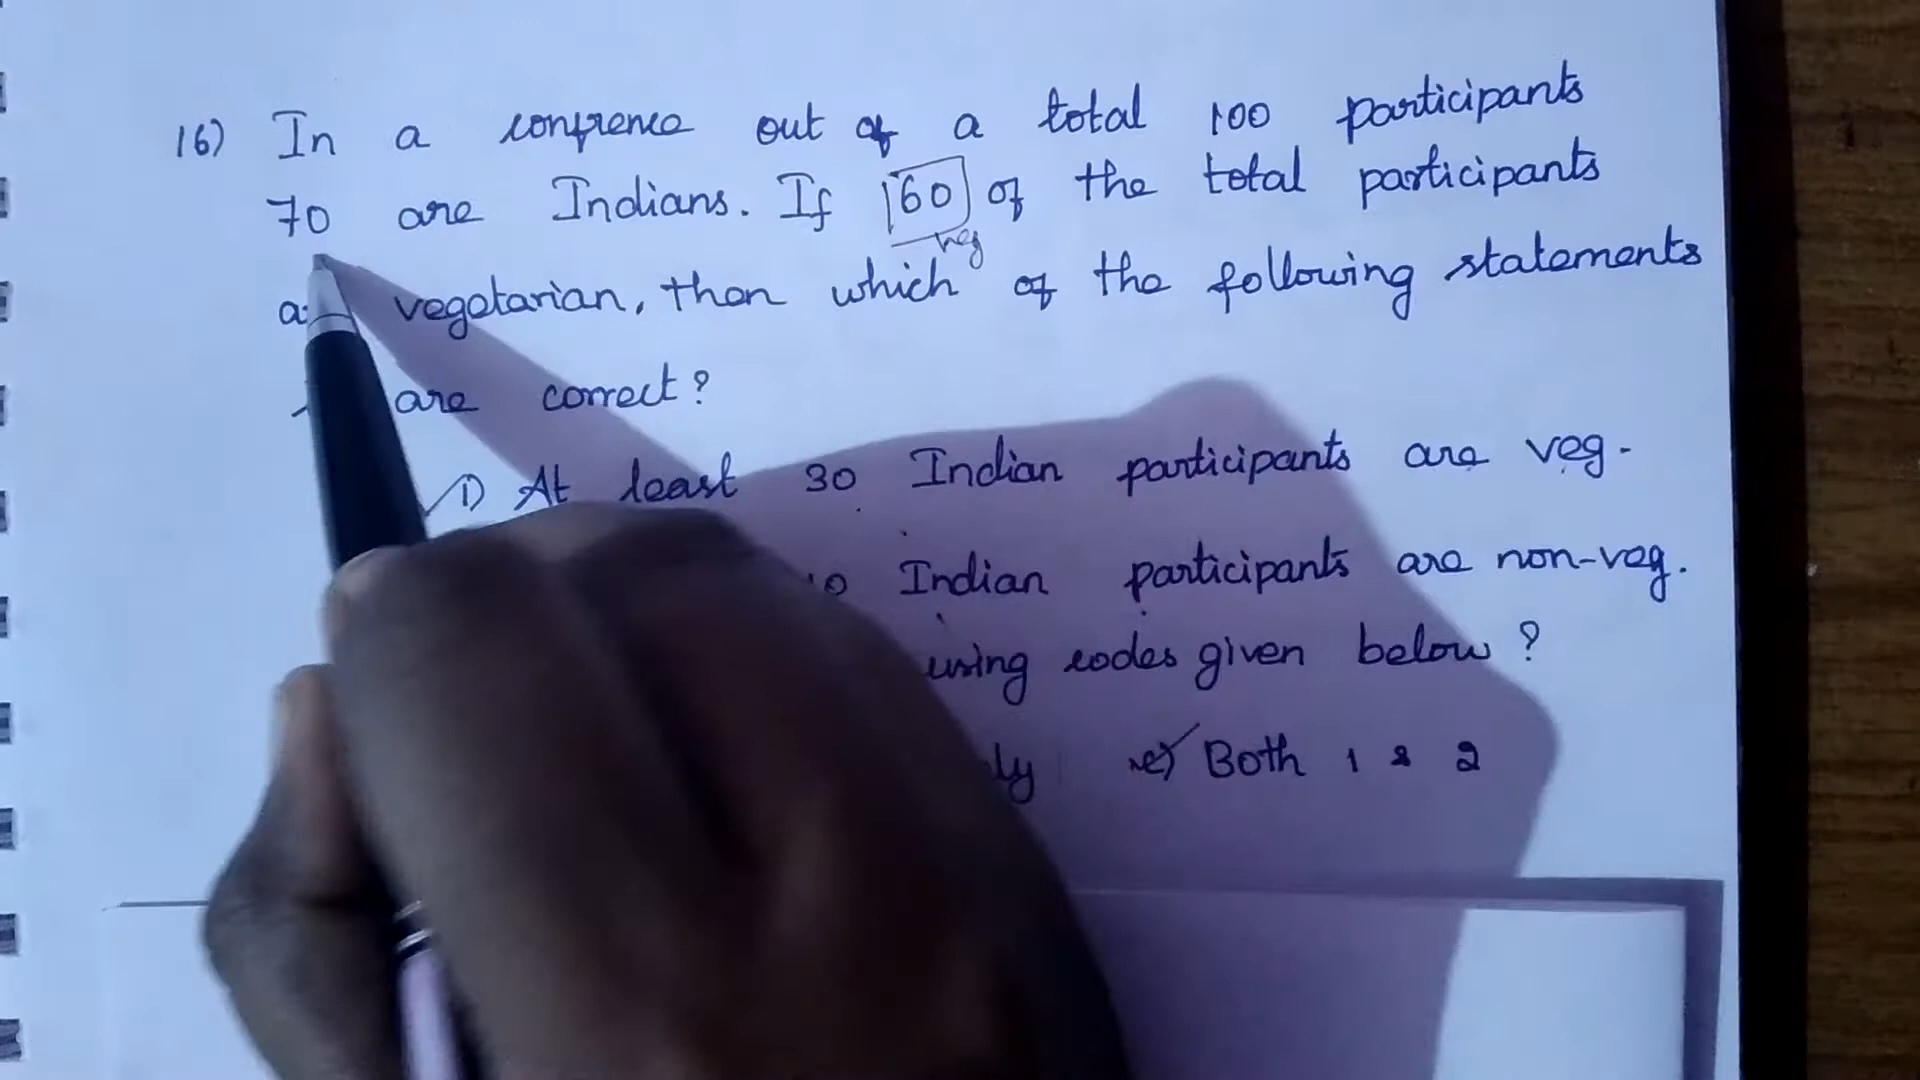 16) In a confrence out of a total 100 participants
70 are Indians. If 60 of the total participants
veg
vegetarian, then which of the following statements
are correct?
1) At least 30 Indian participants are veg.
10 Indian participants are non-veg.
using codes given below?
c) Both 1 & 2